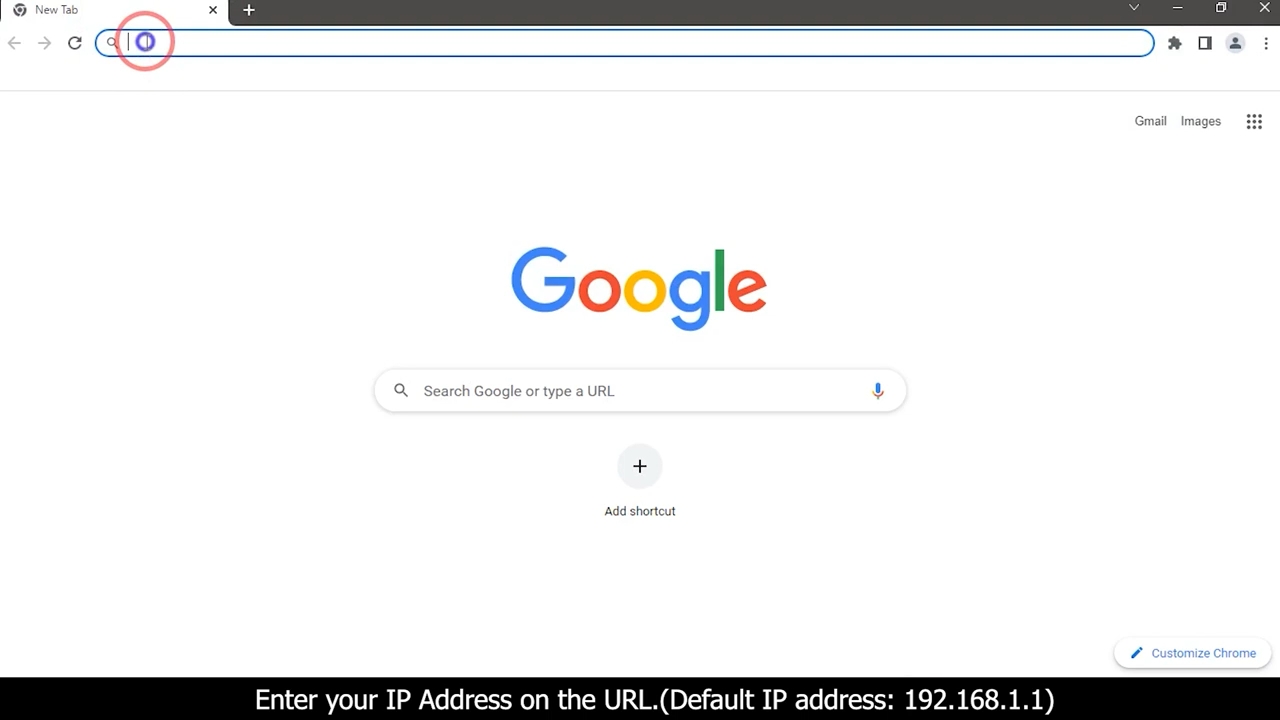 New Tab
Gmail Images
Google
Search Google or type a URL
Add shortcut
Customize Chrome
Enter your IP Address on the URL.(Default IP address: 192.168.1.1)